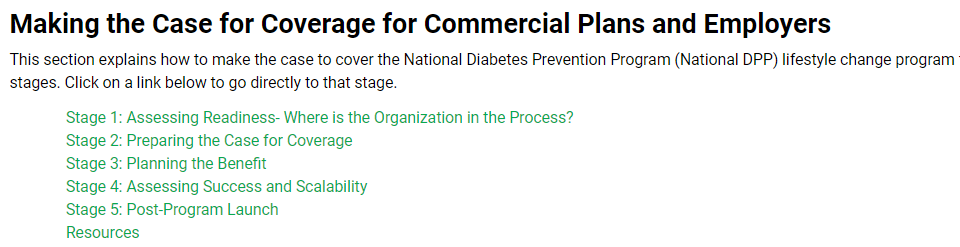 Making the Case for Coverage for Commercial Plans and Employers
This section explains how to make the case to cover the National Diabetes Prevention Program (National DPP) lifestyle change program
stages. Click on a link below to go directly to that stage.
Stage 1: Assessing Readiness- Where is the Organization in the Process?
Stage 2: Preparing the Case for Coverage
Stage 3: Planning the Benefit
Stage 4: Assessing Success and Scalability
Stage 5: Post-Program Launch
Resources